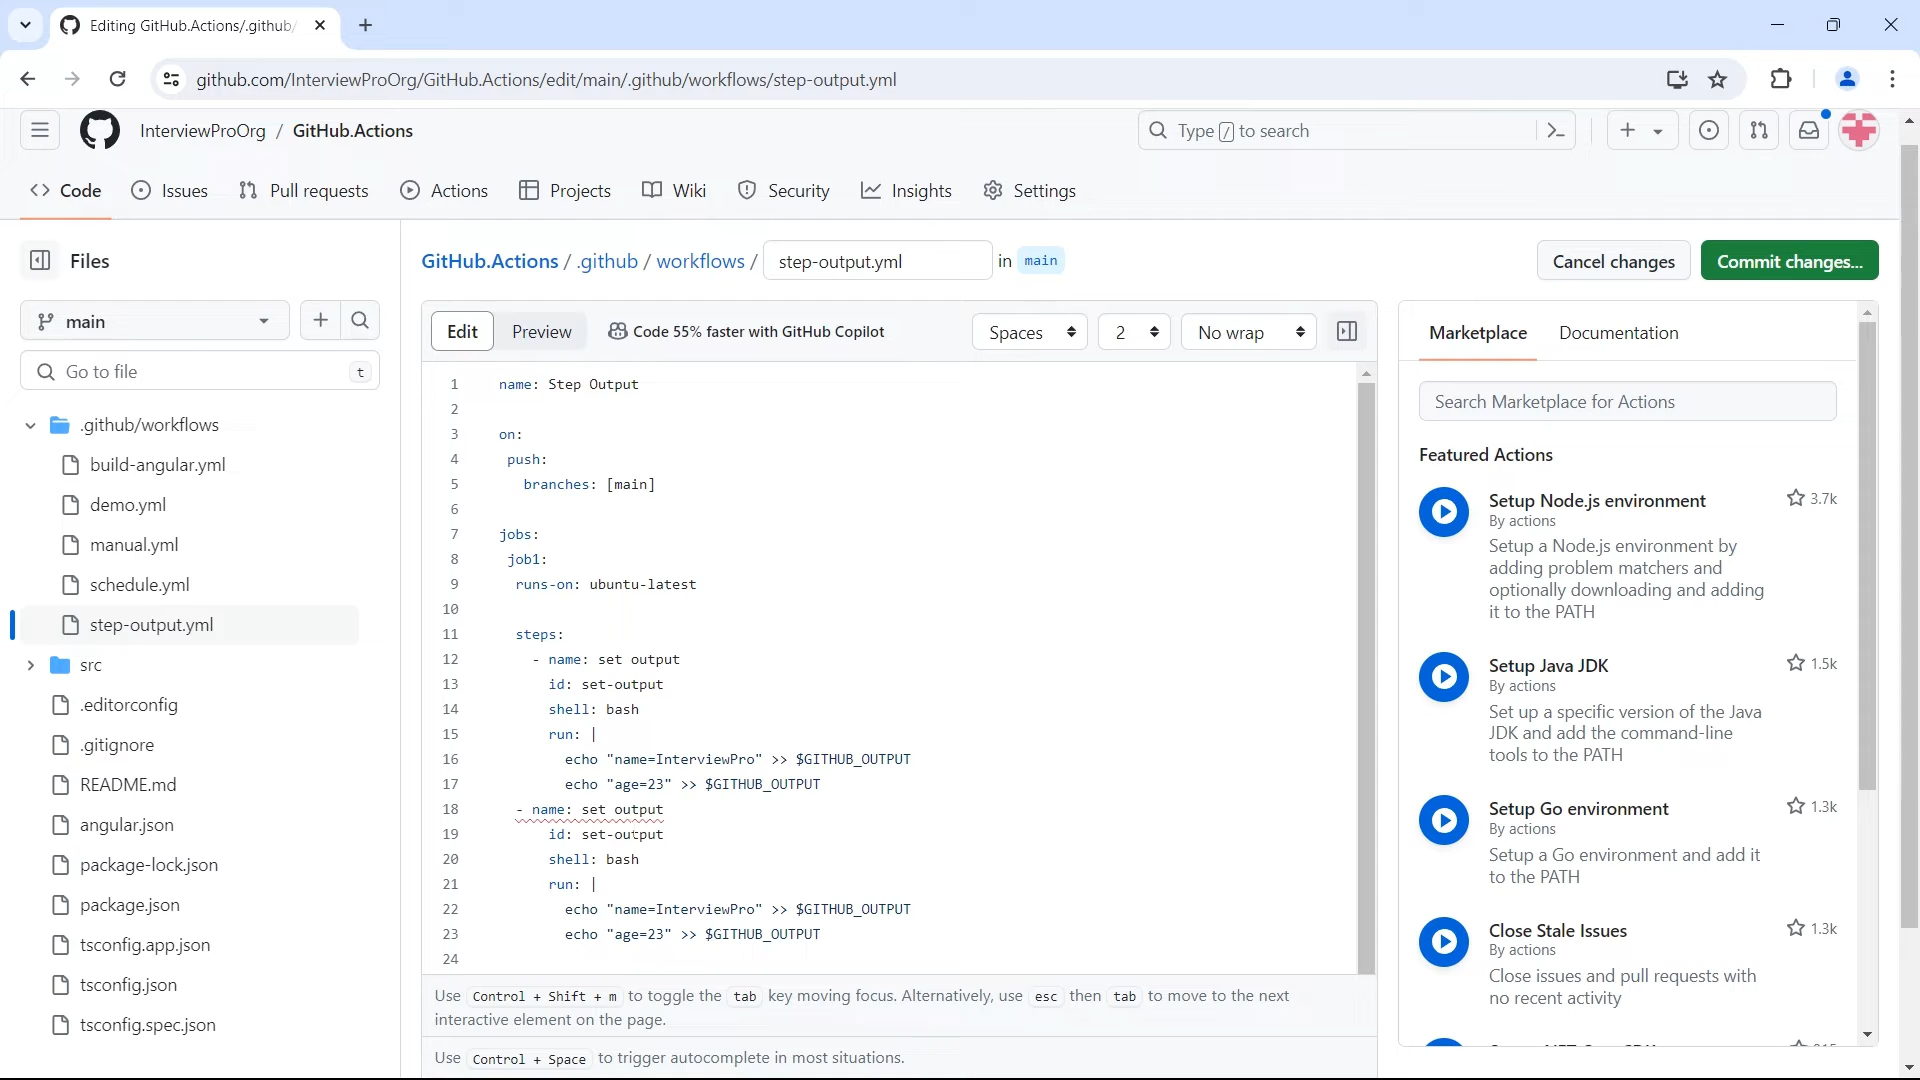 Editing GitHub.Actions/.github/
github.com/InterviewProOrg/GitHub.Actions/edit/main/.github/workflows/step-output.yml
InterviewProOrg / GitHub.Actions
Type / to search
Code Issues Pull requests Actions Projects Wiki Security Insights Settings
Files
main
Go to file t
.github/workflows
build-angular.yml
demo.yml
manual.yml
schedule.yml
step-output.yml
src
.editorconfig
.gitignore
README.md
angular.json
package-lock.json
package.json
tsconfig.app.json
tsconfig.json
tsconfig.spec.json
GitHub.Actions / .github / workflows / step-output.yml in main
Cancel changes Commit changes...
Edit Preview Code 55% faster with GitHub Copilot Spaces 2 No wrap
1 name: Step Output
2
3 on:
4 push:
5 branches: [main]
6
7 jobs:
8 job1:
9 runs-on: ubuntu-latest
10
11 steps:
12 - name: set output
13 id: set-output
14 shell: bash
15 run: |
16 echo "name=InterviewPro" >> $GITHUB_OUTPUT
17 echo "age=23" >> $GITHUB_OUTPUT
18 - name: set output
19 id: set-output
20 shell: bash
21 run: |
22 echo "name=InterviewPro" >> $GITHUB_OUTPUT
23 echo "age=23" >> $GITHUB_OUTPUT
24
Use Control + Shift + m to toggle the tab key moving focus. Alternatively, use esc then tab to move to the next
interactive element on the page.
Use Control + Space to trigger autocomplete in most situations.
Marketplace Documentation
Search Marketplace for Actions
Featured Actions
Setup Node.js environment 3.7k
By actions
Setup a Node.js environment by
adding problem matchers and
optionally downloading and adding
it to the PATH
Setup Java JDK 1.5k
By actions
Set up a specific version of the Java
JDK and add the command-line
tools to the PATH
Setup Go environment 1.3k
By actions
Setup a Go environment and add it
to the PATH
Close Stale Issues 1.3k
By actions
Close issues and pull requests with
no recent activity